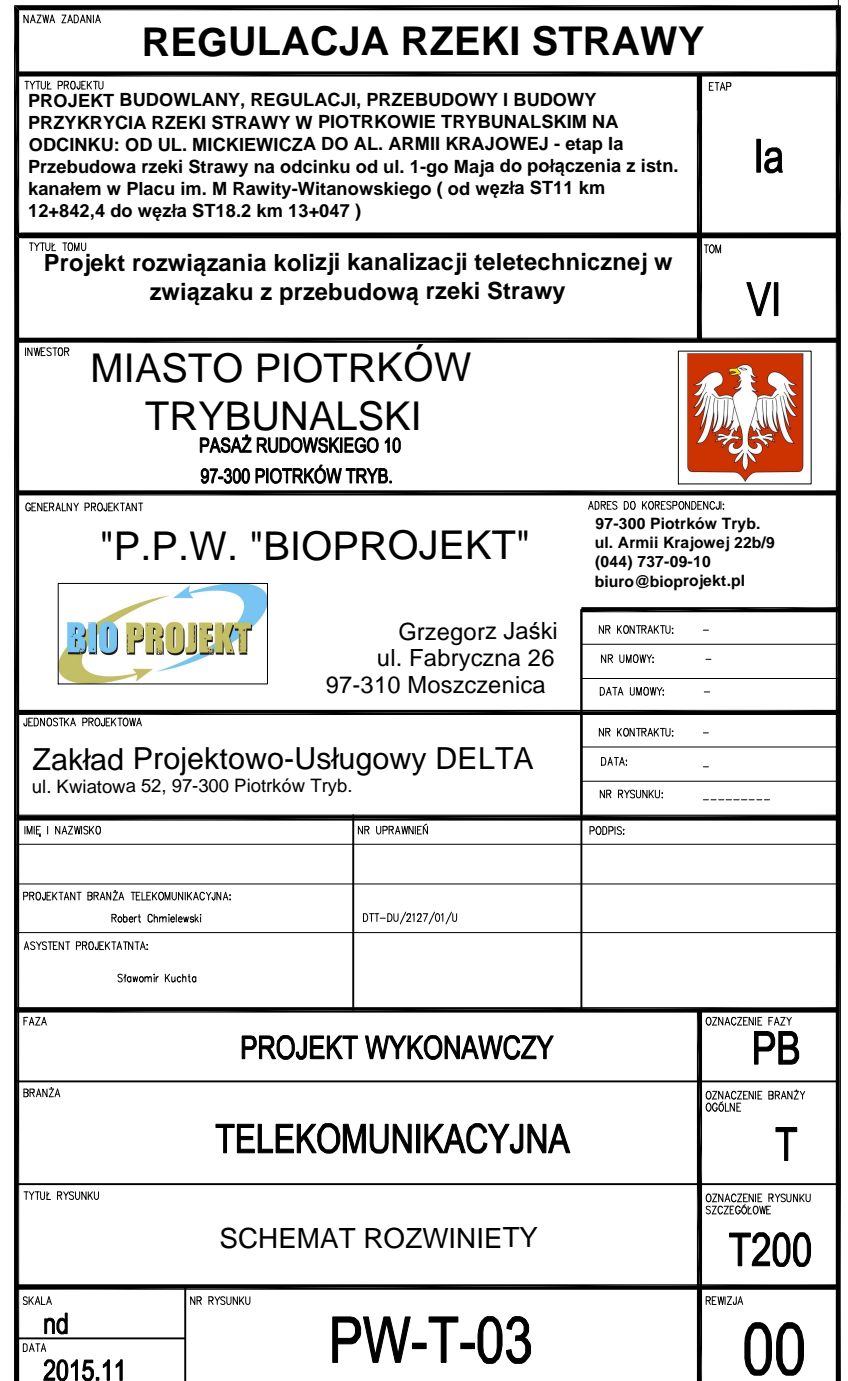 NAZWA ZADANIA
REGULACJA RZEKI STRAWY
TYTUŁ PROJEKTU
PROJEKT BUDOWLANY, REGULACJI, PRZEBUDOWY I BUDOWY
PRZYKRYCIA RZEKI STRAWY W PIOTRKOWIE TRYBUNALSKIM NA
ODCINKU: OD UL. MICKIEWICZA DO AL. ARMII KRAJOWEJ - etap Ia
Przebudowa rzeki Strawy na odcinku od ul. 1-go Maja do połączenia z istn.
kanałem w Placu im. M Rawity-Witanowskiego ( od węzła ST11 km
12+842,4 do węzła ST18.2 km 13+047 )
ETAP
Ia
TYTUŁ TOMU
Projekt rozwiązania kolizji kanalizacji teletechnicznej w
związaku z przebudową rzeki Strawy
TOM
VI
INWESTOR
MIASTO PIOTRKÓW
TRYBUNALSKI
PASAŻ RUDOWSKIEGO 10
97-300 PIOTRKÓW TRYB.
GENERALNY PROJEKTANT
"P.P.W. "BIOPROJEKT"
BIO PROJEKT
Grzegorz Jaśki
ul. Fabryczna 26
97-310 Moszczenica
ADRES DO KORESPONDENCJI:
97-300 Piotrków Tryb.
ul. Armii Krajowej 22b/9
(044) 737-09-10
biuro@bioprojekt.pl
NR KONTRAKTU: –
NR UMOWY: –
DATA UMOWY: –
JEDNOSTKA PROJEKTOWA
Zakład Projektowo-Usługowy DELTA
ul. Kwiatowa 52, 97-300 Piotrków Tryb.
NR KONTRAKTU: –
DATA: _
NR RYSUNKU: _________
IMIĘ I NAZWISKO NR UPRAWNIEŃ PODPIS:
PROJEKTANT BRANŻA TELEKOMUNIKACYJNA:
Robert Chmielewski DTT-DU/2127/01/U
ASYSTENT PROJEKTATNTA:
Sławomir Kuchta
FAZA
PROJEKT WYKONAWCZY
OZNACZENIE FAZY
PB
BRANŻA
TELEKOMUNIKACYJNA
OZNACZENIE BRANŻY
OGÓLNE
T
TYTUŁ RYSUNKU
SCHEMAT ROZWINIETY
OZNACZENIE RYSUNKU
SZCZEGÓŁOWE
T200
SKALA
nd
DATA
2015.11
NR RYSUNKU
PW-T-03
REWIZJA
00